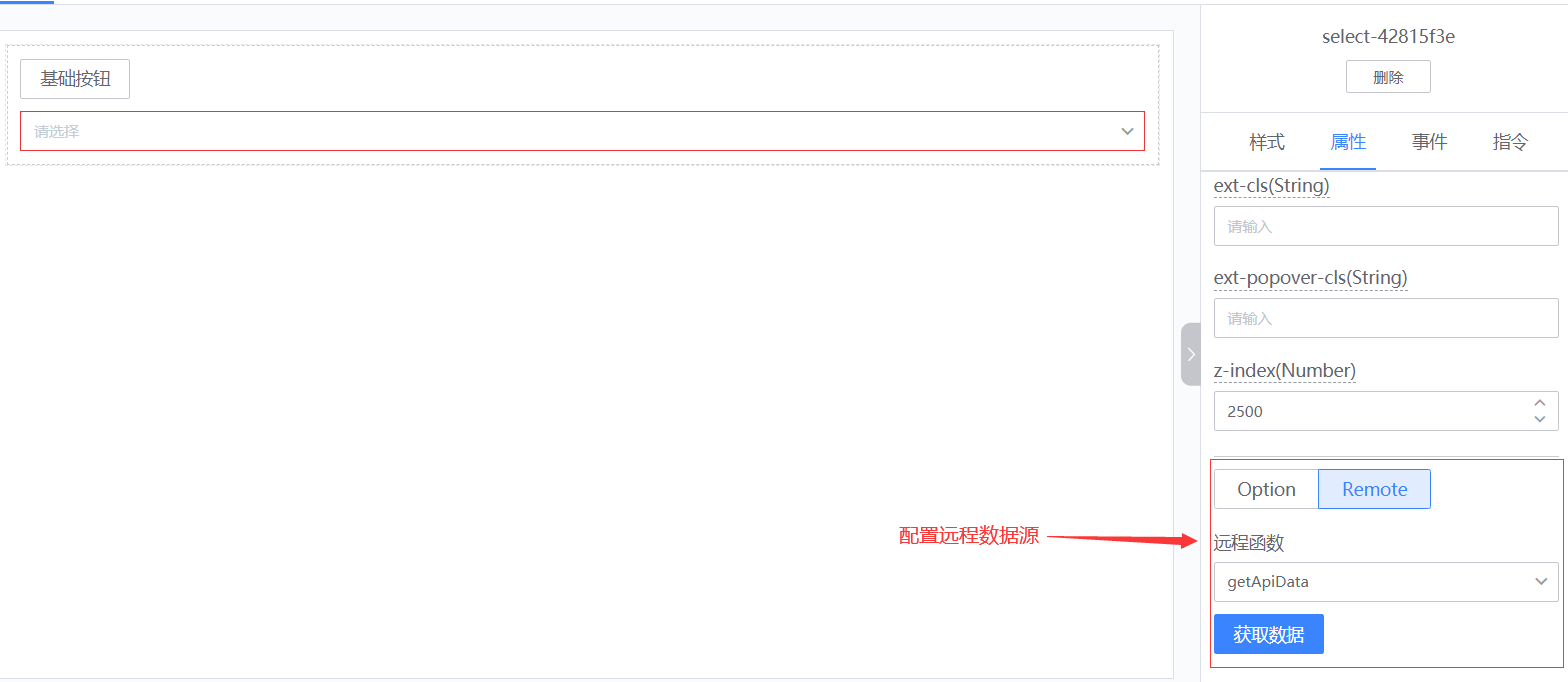 基础按钮
请选择
select-42815f3e
删除
样式 属性 事件 指令
ext-cls(String)
请输入
ext-popover-cls(String)
请输入
z-index(Number)
2500
Option Remote
配置远程数据源
远程函数
getApiData
获取数据